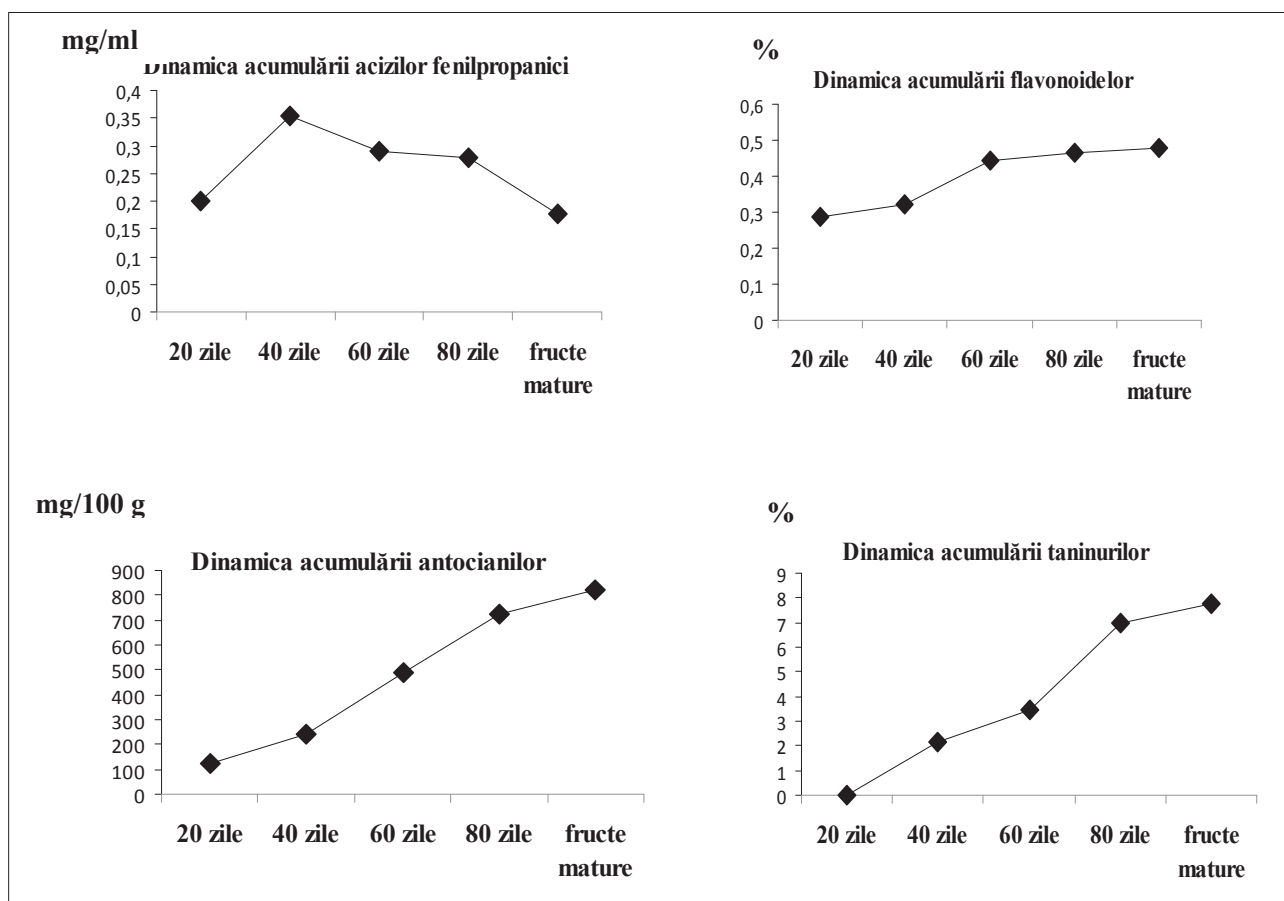 mg/ml
Dinamica acumulării acizilor fenilpropanici
0,4
0,35
0,3
0,25
0,2
0,15
0,1
0,05
0
20 zile 40 zile 60 zile 80 zile fructe
mature
%
Dinamica acumulării flavonoidelor
0,6
0,5
0,4
0,3
0,2
0,1
0
20 zile 40 zile 60 zile 80 zile fructe
mature
mg/100 g
Dinamica acumulării antocianilor
900
800
700
600
500
400
300
200
100
0
20 zile 40 zile 60 zile 80 zile fructe
mature
%
Dinamica acumulării taninurilor
9
8
7
6
5
4
3
2
1
0
20 zile 40 zile 60 zile 80 zile fructe
mature